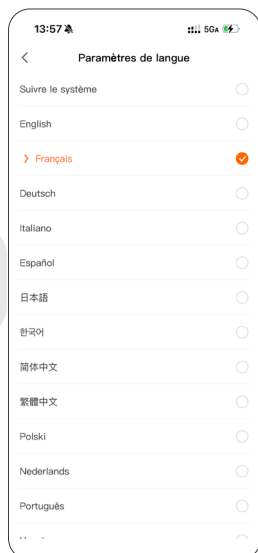 13:57 5GA
Paramètres de langue
Suivre le système
English
Français
Deutsch
Italiano
Español
日本語
한국어
简体中文
繁體中文
Polski
Nederlands
Português